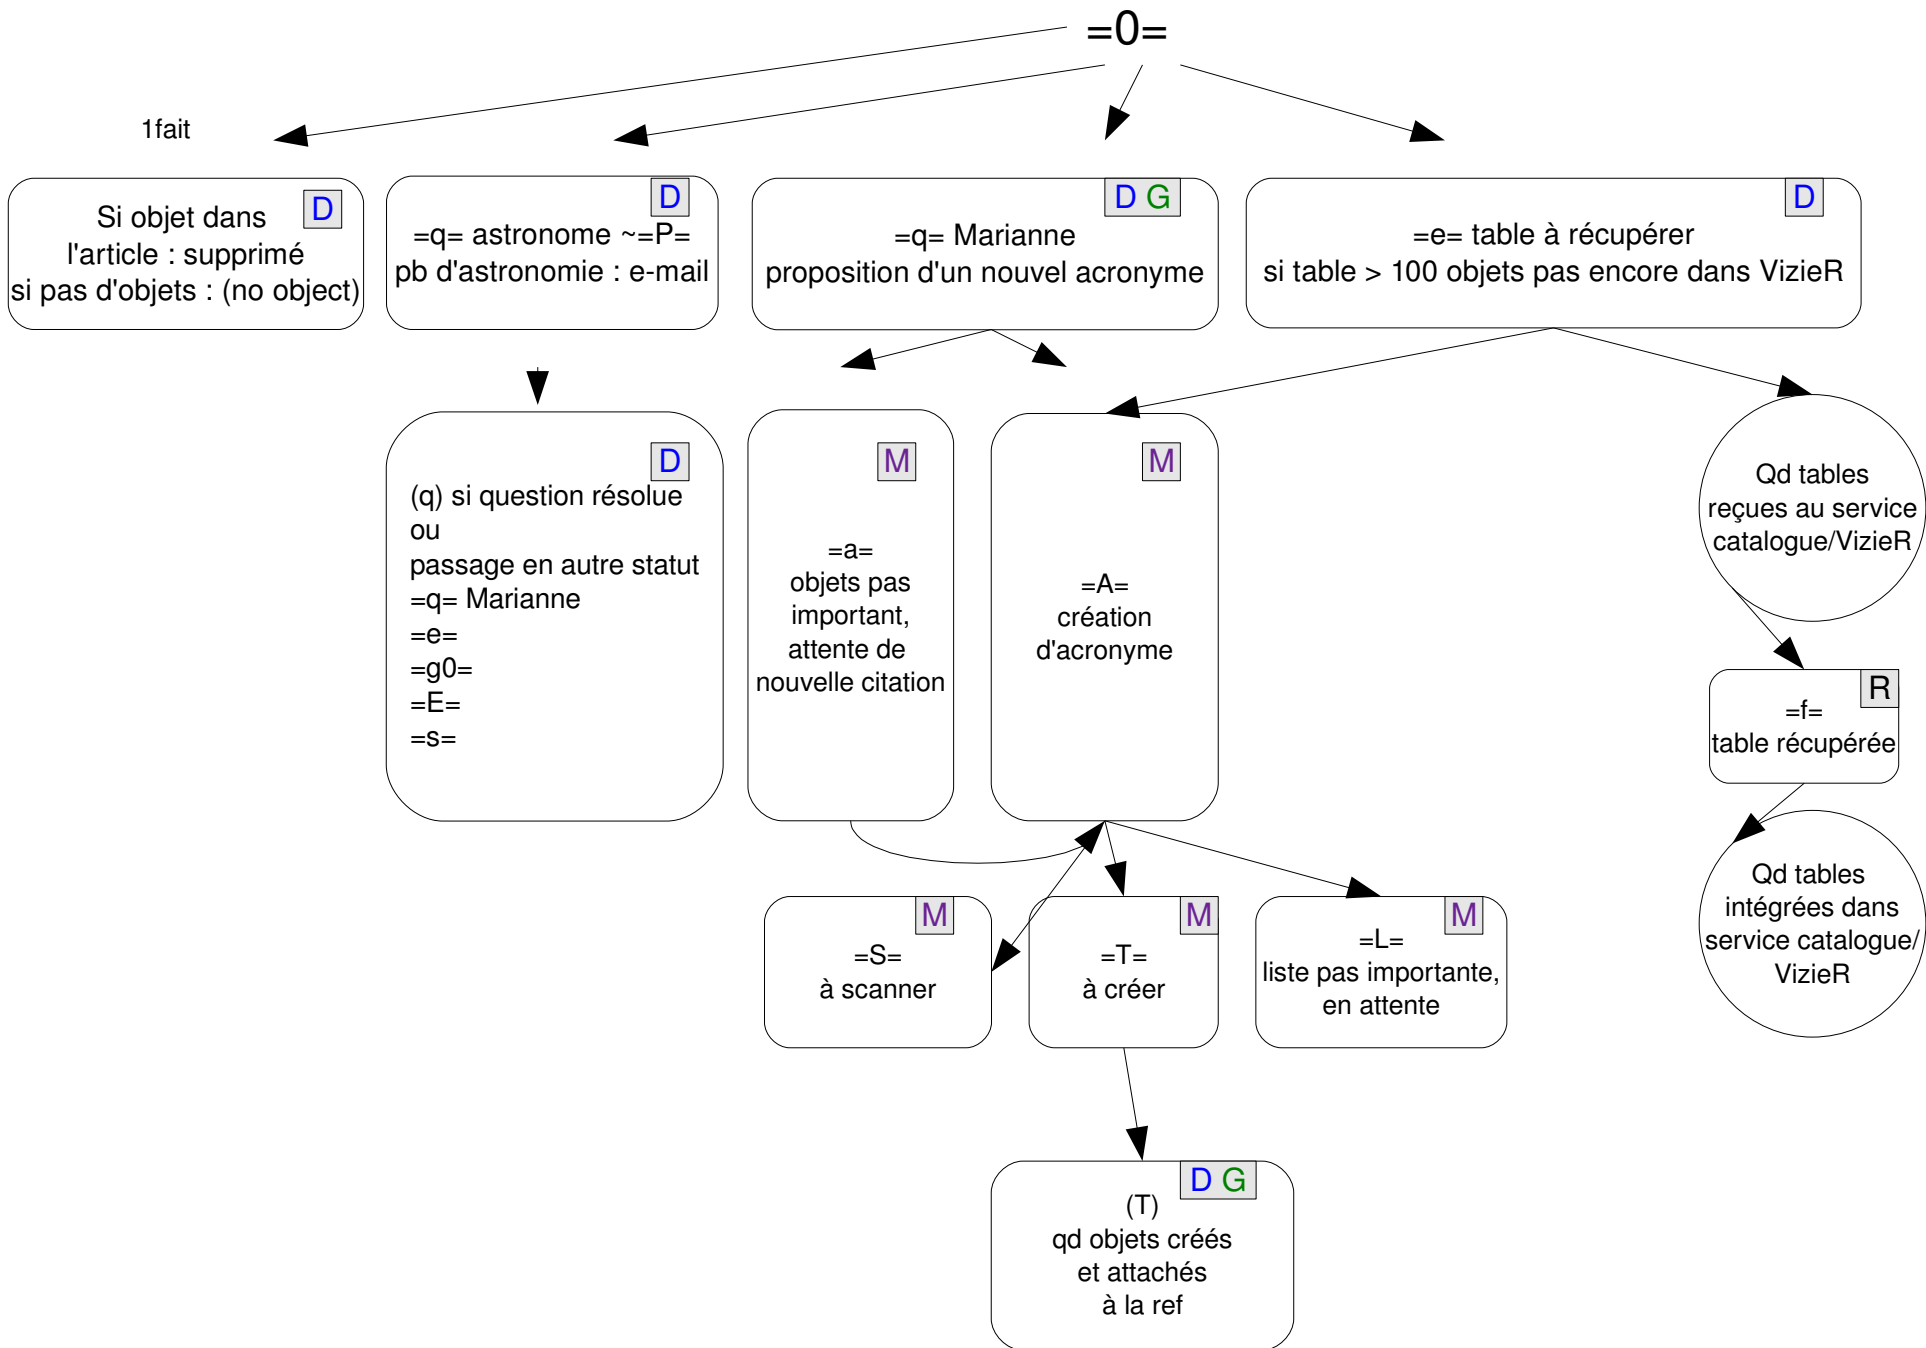 =0=
1fait
D
Si objet dans
l'article : supprimé
si pas d'objets : (no object)
D
=q= astronome ~=P=
pb d'astronomie : e-mail
D G
=q= Marianne
proposition d'un nouvel acronyme
D
=e= table à récupérer
si table > 100 objets pas encore dans VizieR
D
(q) si question résolue
ou
passage en autre statut
=q= Marianne
=e=
=g0=
=E=
=s=
M
=a=
objets pas
important,
attente de
nouvelle citation
M
=A=
création
d'acronyme
Qd tables
reçues au service
catalogue/VizieR
R
=f=
table récupérée
Qd tables
intégrées dans
service catalogue/
VizieR
M
=S=
à scanner
M
=T=
à créer
M
=L=
liste pas importante,
en attente
D G
(T)
qd objets créés
et attachés
à la ref